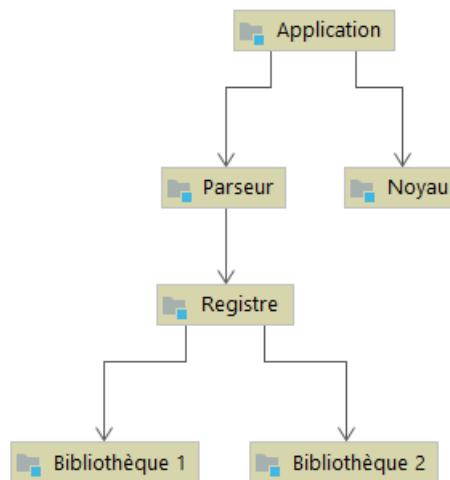 Application
Parseur
Noyau
Registre
Bibliothèque 1
Bibliothèque 2